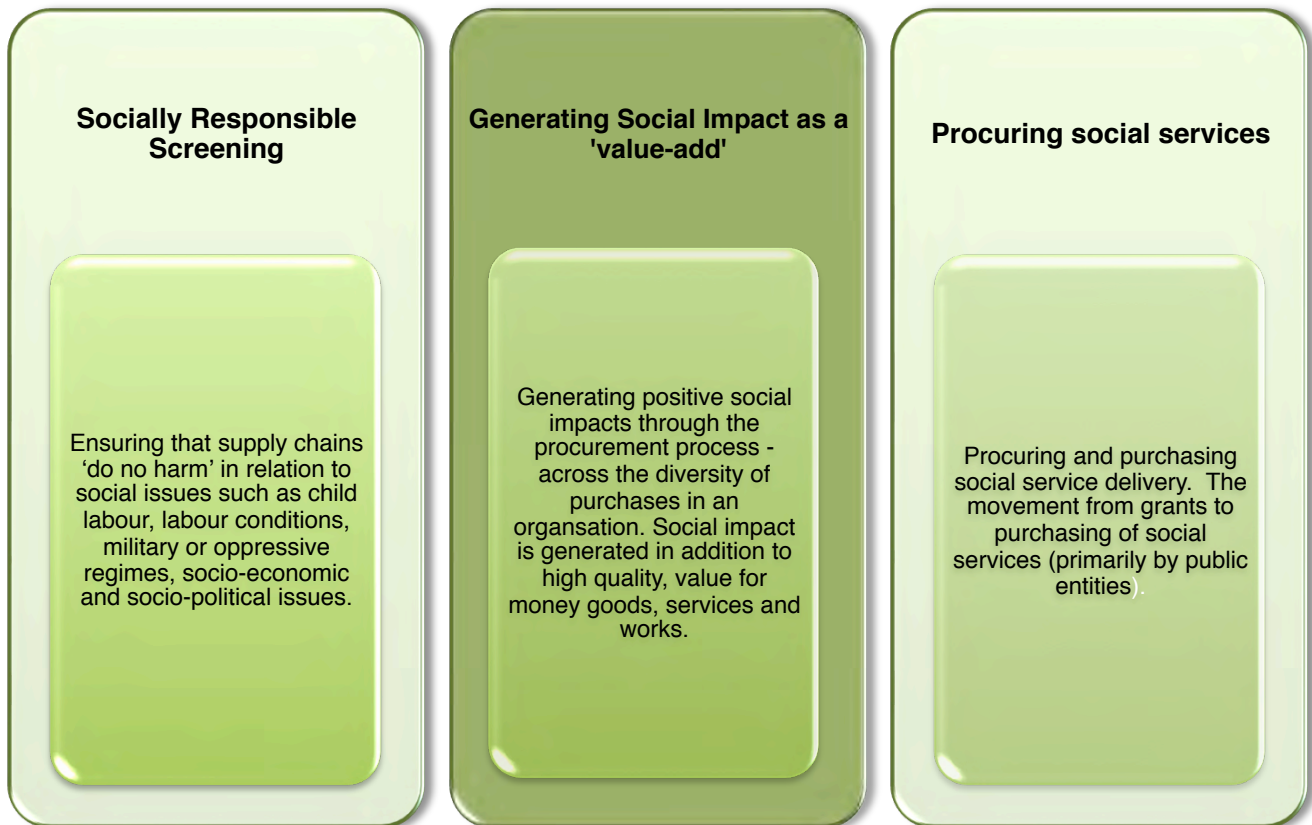 Socially Responsible
Screening
Ensuring that supply chains
‘do no harm’ in relation to
social issues such as child
labour, labour conditions,
military or oppressive
regimes, socio-economic
and socio-political issues.
Generating Social Impact as a
'value-add'
Generating positive social
impacts through the
procurement process -
across the diversity of
purchases in an
organsation. Social impact
is generated in addition to
high quality, value for
money goods, services and
works.
Procuring social services
Procuring and purchasing
social service delivery.  The
movement from grants to
purchasing of social
services (primarily by public
entities).